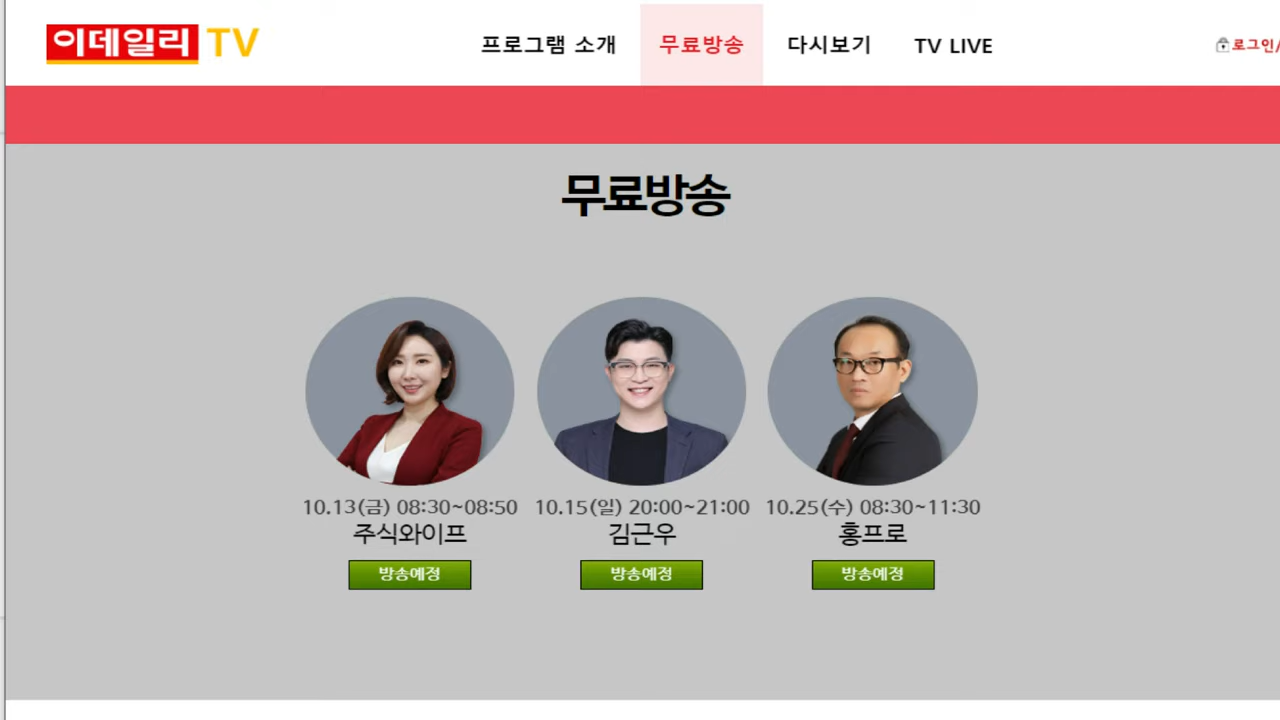 이데일리 TV
프로그램 소개 무료방송 다시보기 TV LIVE
로그인/
무료방송
10.13(금) 08:30~08:50 10.15(일) 20:00~21:00 10.25(수) 08:30~11:30
주식와이프 김근우 홍프로
방송예정 방송예정 방송예정